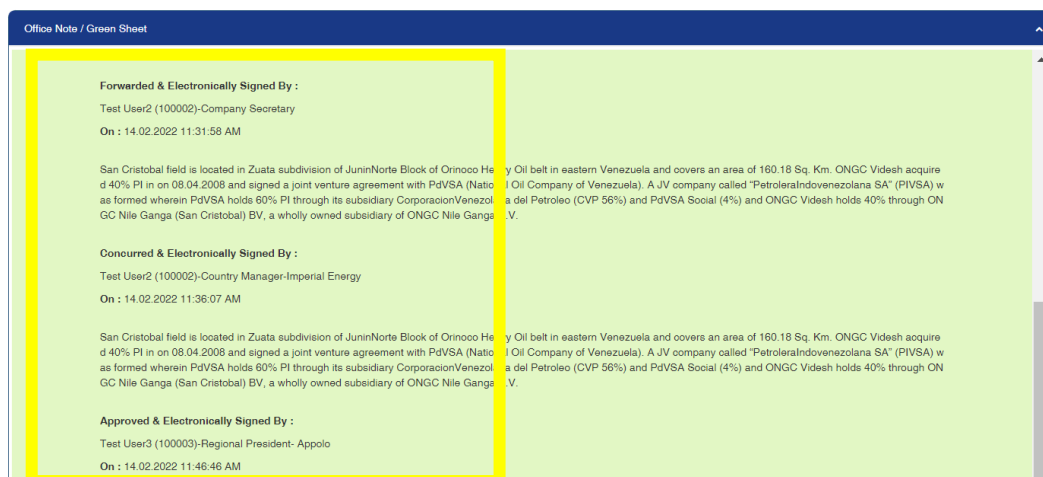 Office Note / Green Sheet
Forwarded & Electronically Signed By :
Test User2 (100002)-Company Secretary
On : 14.02.2022 11:31:58 AM
San Cristobal field is located in Zuata subdivision of JuninNorte Block of Orinoco He y Oil belt in eastern Venezuela and covers an area of 160.18 Sq. Km. ONGC Videsh acquire
d 40% PI in on 08.04.2008 and signed a joint venture agreement with PdVSA (Natio l Oil Company of Venezuela). A JV company called "PetroleraIndovenezolana SA" (PIVSA) w
as formed wherein PdVSA holds 60% PI through its subsidiary CorporacionVenezol a del Petroleo (CVP 56%) and PdVSA Social (4%) and ONGC Videsh holds 40% through ON
GC Nile Ganga (San Cristobal) BV, a wholly owned subsidiary of ONGC Nile Ganga .V.
Concurred & Electronically Signed By :
Test User2 (100002)-Country Manager-Imperial Energy
On : 14.02.2022 11:36:07 AM
San Cristobal field is located in Zuata subdivision of JuninNorte Block of Orinoco He y Oil belt in eastern Venezuela and covers an area of 160.18 Sq. Km. ONGC Videsh acquire
d 40% PI in on 08.04.2008 and signed a joint venture agreement with PdVSA (Natio l Oil Company of Venezuela). A JV company called "PetroleraIndovenezolana SA" (PIVSA) w
as formed wherein PdVSA holds 60% PI through its subsidiary CorporacionVenezol a del Petroleo (CVP 56%) and PdVSA Social (4%) and ONGC Videsh holds 40% through ON
GC Nile Ganga (San Cristobal) BV, a wholly owned subsidiary of ONGC Nile Ganga .V.
Approved & Electronically Signed By :
Test User3 (100003)-Regional President- Appolo
On : 14.02.2022 11:46:46 AM